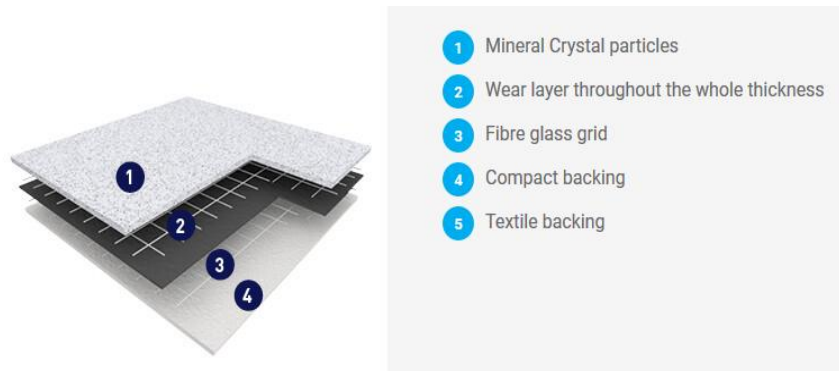 1
2
3
4
1 Mineral Crystal particles
2 Wear layer throughout the whole thickness
3 Fibre glass grid
4 Compact backing
5 Textile backing